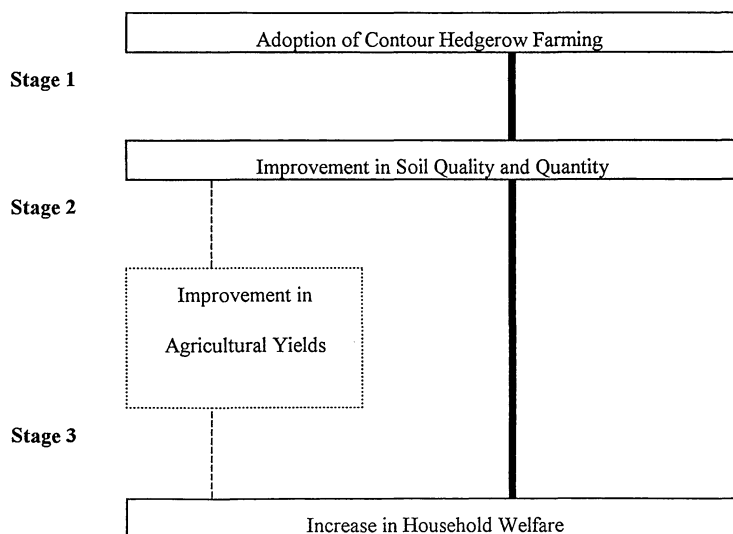 Adoption of Contour Hedgerow Farming
Stage 1
Improvement in Soil Quality and Quantity
Stage 2
Improvement in
Agricultural Yields
Stage 3
Increase in Household Welfare